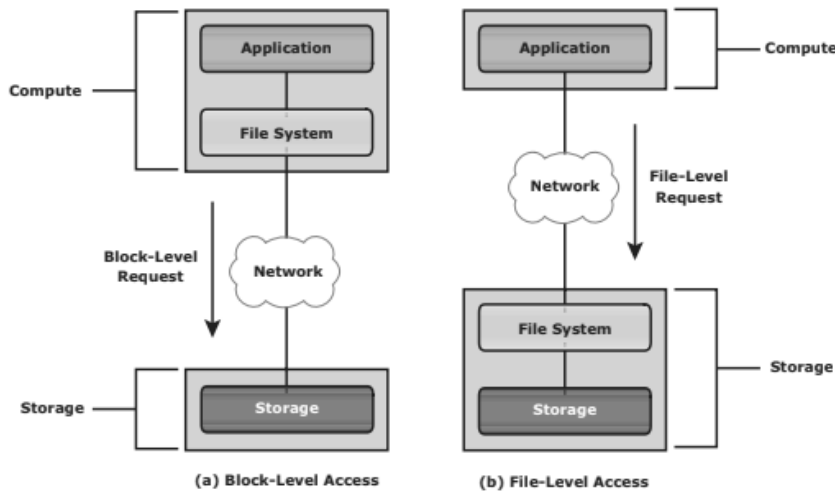 Application
Compute
File System
Block-Level
Request
Network
Storage
Storage
(a) Block-Level Access
Application
Compute
Network
File-Level
Request
File System
Storage
Storage
(b) File-Level Access